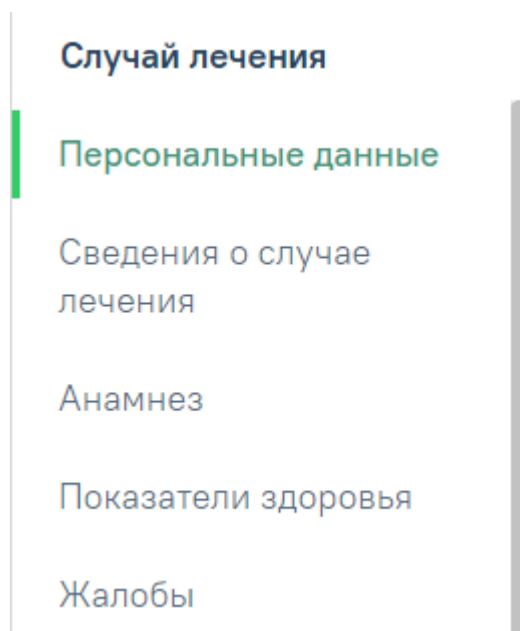 Случай лечения
Персональные данные
Сведения о случае
лечения
Анамнез
Показатели здоровья
Жалобы